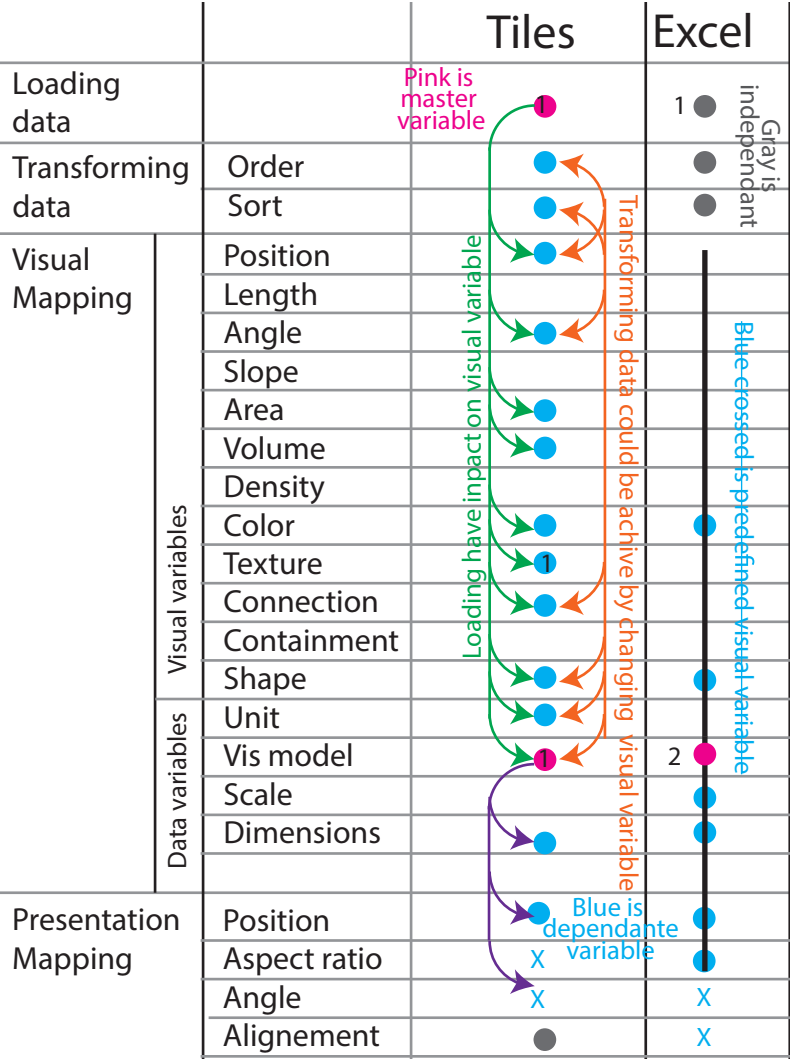 Tiles
Excel
Loading
data
Pink is
master
variable
1
1
Gray is
independant
Transforming
data
Order
Sort
Visual
Mapping
Visual variables
Position
Length
Angle
Slope
Area
Volume
Density
Color
Texture
1
Connection
Containment
Shape
Loading have inpact on visual variable
Transforming data could be achive by changing visual variable
Blue crossed is predefined visual variable
Data variables
Unit
Vis model
1
2
Scale
Dimensions
Presentation
Mapping
Position
Blue is
dependante
variable
Aspect ratio
X
Angle
X
X
Alignement
X